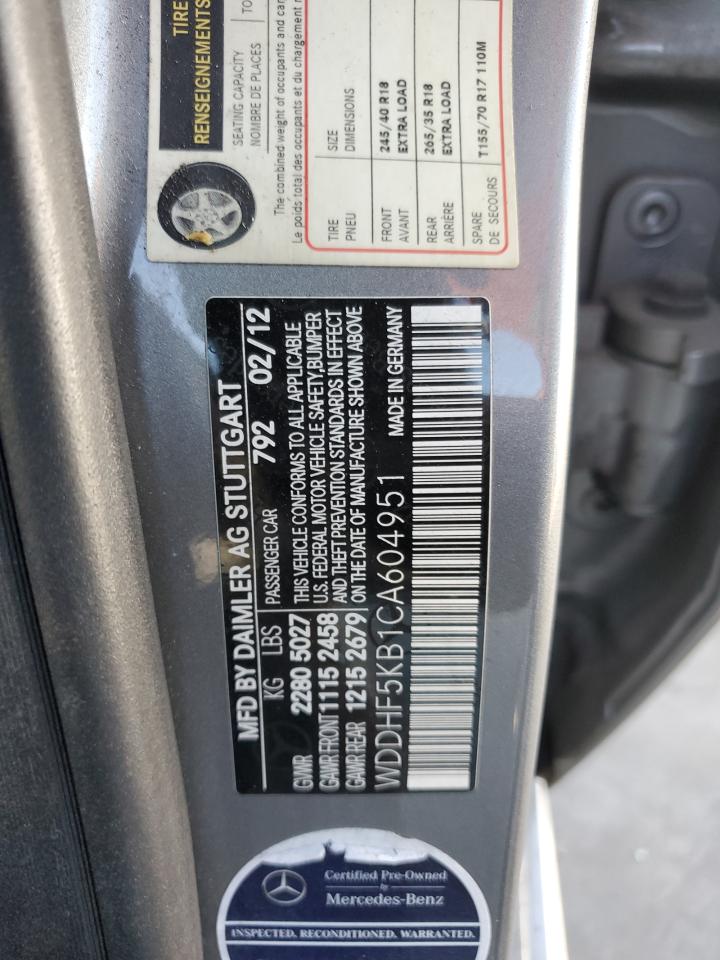 TIRE
RENSEIGNEMENTS
SEATING CAPACITY
NOMBRE DE PLACES
The combined weight of occupants and
Le poids total des occupants et du chargement
TIRE SIZE
PNEU DIMENSIONS
FRONT 245/40 R18
AVANT EXTRA LOAD
REAR 265/35 R18
ARRIÈRE EXTRA LOAD
SPARE T155/70 R17 110M
DE SECOURS
MFD BY DAIMLER AG STUTTGART
792 02/12
KG LBS PASSENGER CAR
GVWR 2280 5027
GAWR FRONT 1115 2458
GAWR REAR 1215 2679
THIS VEHICLE CONFORMS TO ALL APPLICABLE
U.S. FEDERAL MOTOR VEHICLE SAFETY,BUMPER
AND THEFT PREVENTION STANDARDS IN EFFECT
ON THE DATE OF MANUFACTURE SHOWN ABOVE
WDDHF5KB1CA604951 MADE IN GERMANY
Certified Pre-Owned
by
Mercedes-Benz
INSPECTED. RECONDITIONED. WARRANTED.